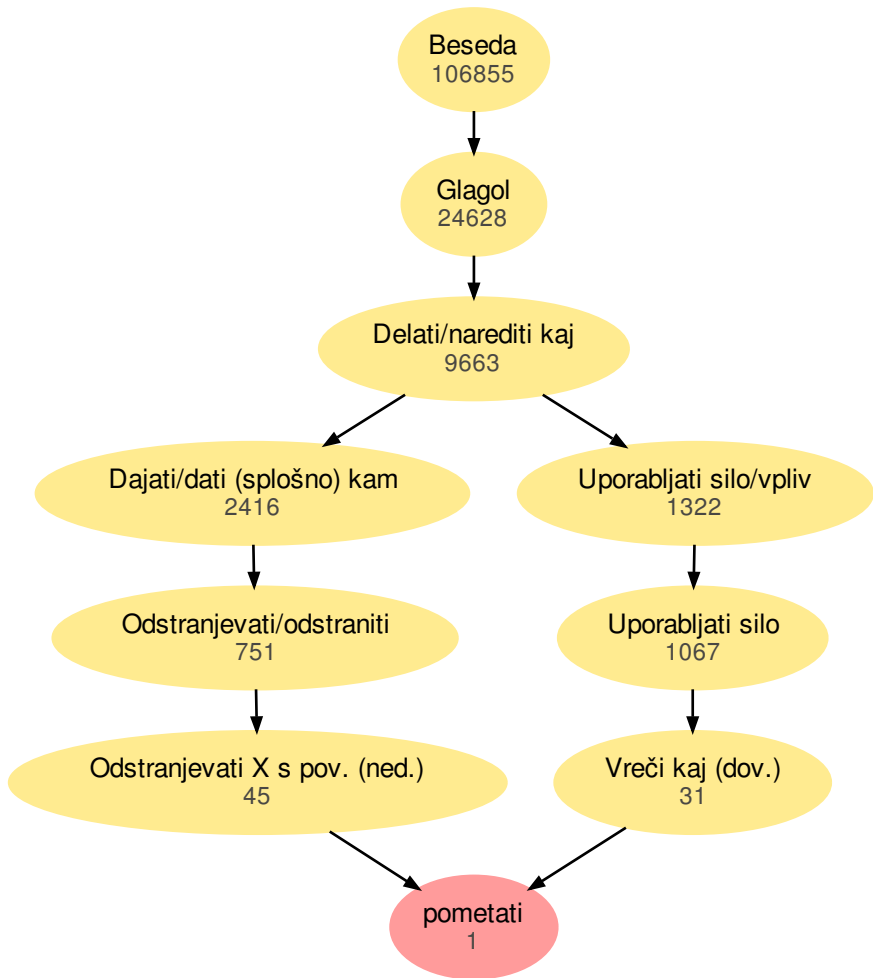 Beseda
106855
Glagol
24628
Delati/narediti kaj
9663
Dajati/dati (splošno) kam
2416
Uporabljati silo/vpliv
1322
Odstranjevati/odstraniti
751
Uporabljati silo
1067
Odstranjevati X s pov. (ned.)
45
Vreči kaj (dov.)
31
pometati
1